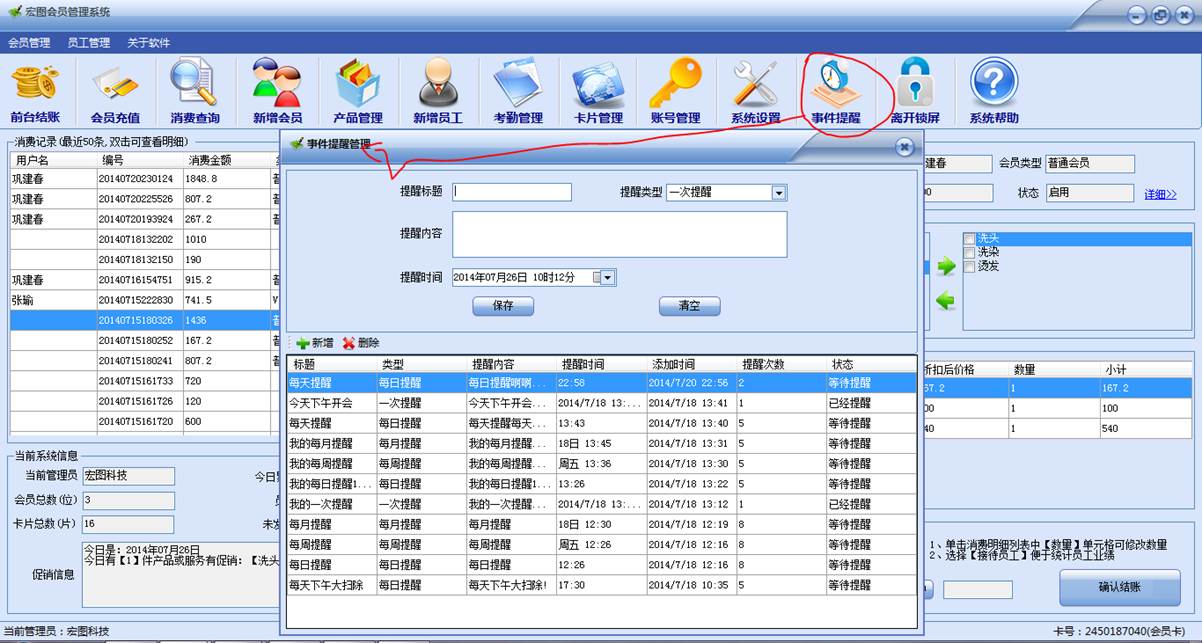 宏图会员管理系统
会员管理 员工管理 关于软件
前台结账 会员充值 消费查询 新增会员 产品管理 新增员工 考勤管理 卡片管理 账号管理 系统设置 事件提醒 离开锁屏 系统帮助
消费记录(最近50条,双击可查看明细)
用户名 编号 消费金额
巩建春 20140720230124 1848.8
巩建春 20140720225526 807.2
巩建春 20140720193924 267.2
20140718132202 1010
20140718132150 190
巩建春 20140716154751 915.2
张瑜 20140715222830 741.5
20140715180326 1436
20140715180252 167.2
20140715180241 807.2
20140715161733 720
20140715161726 120
20140715161720 600
当前系统信息
当前管理员 宏图科技 今日
会员总数(位) 3
卡片总数(片) 16 未
促销信息
今日是: 2014年07月26日
今日有【1】件产品或服务有促销:【洗头
事件提醒管理
提醒标题 提醒类型 一次提醒
提醒内容
提醒时间 2014年07月26日 10时12分
保存 清空
新增 删除
标题 类型 提醒内容 提醒时间 添加时间 提醒次数 状态
每天提醒 每日提醒 每日提醒啊啊... 22:58 2014/7/20 22:56 2 等待提醒
今天下午开会 一次提醒 今天下午开会... 2014/7/18 13:... 2014/7/18 13:41 1 已经提醒
每天提醒 每日提醒 每天提醒每天... 13:43 2014/7/18 13:40 5 等待提醒
我的每月提醒 每月提醒 我的每月提醒... 18日 13:45 2014/7/18 13:31 5 等待提醒
我的每周提醒 每周提醒 我的每周提醒... 周五 13:36 2014/7/18 13:30 5 等待提醒
我的每日提醒1... 每日提醒 我的每日提醒1... 13:26 2014/7/18 13:22 5 等待提醒
我的一次提醒 一次提醒 我的一次提醒... 2014/7/18 13:... 2014/7/18 13:12 1 已经提醒
每月提醒 每月提醒 每月提醒 18日 12:30 2014/7/18 12:19 8 等待提醒
每周提醒 每周提醒 每周提醒 周五 12:26 2014/7/18 12:16 8 等待提醒
每日提醒 每日提醒 每日提醒 12:26 2014/7/18 12:16 8 等待提醒
每天下午大扫除 每日提醒 每天下午大扫除! 17:30 2014/7/18 10:35 5 等待提醒
建春 会员类型 普通会员
状态 启用 详细>>
洗头
洗染
烫发
折扣后价格 数量 小计
67.2 1 167.2
00 1 100
40 1 540
1、单击消费明细列表中【数量】单元格可修改数量
2、选择【接待员工】便于统计员工业绩
确认结账
当前管理员: 宏图科技 卡号: 2450187040(会员卡)